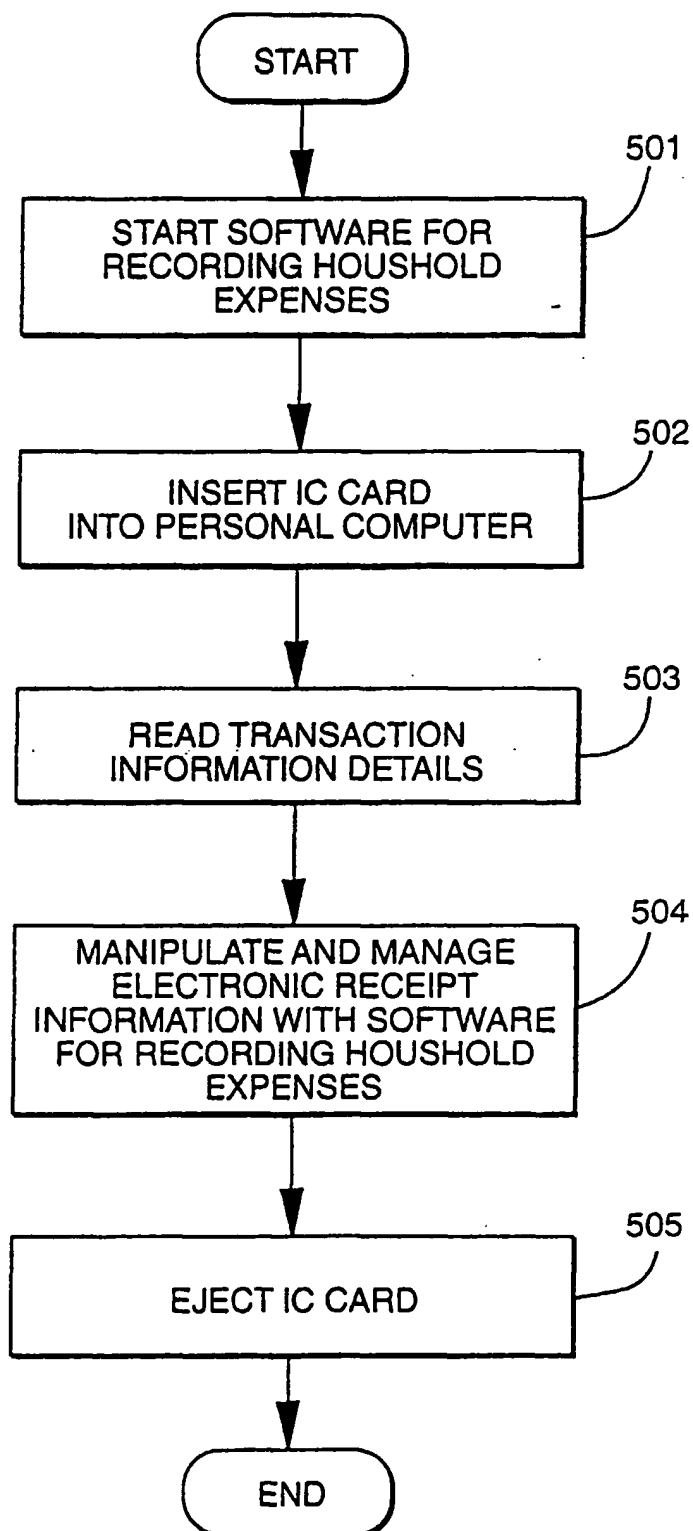 START
501
START SOFTWARE FOR
RECORDING HOUSHOLD
EXPENSES
502
INSERT IC CARD
INTO PERSONAL COMPUTER
503
READ TRANSACTION
INFORMATION DETAILS
504
MANIPULATE AND MANAGE
ELECTRONIC RECEIPT
INFORMATION WITH SOFTWARE
FOR RECORDING HOUSHOLD
EXPENSES
505
EJECT IC CARD
END